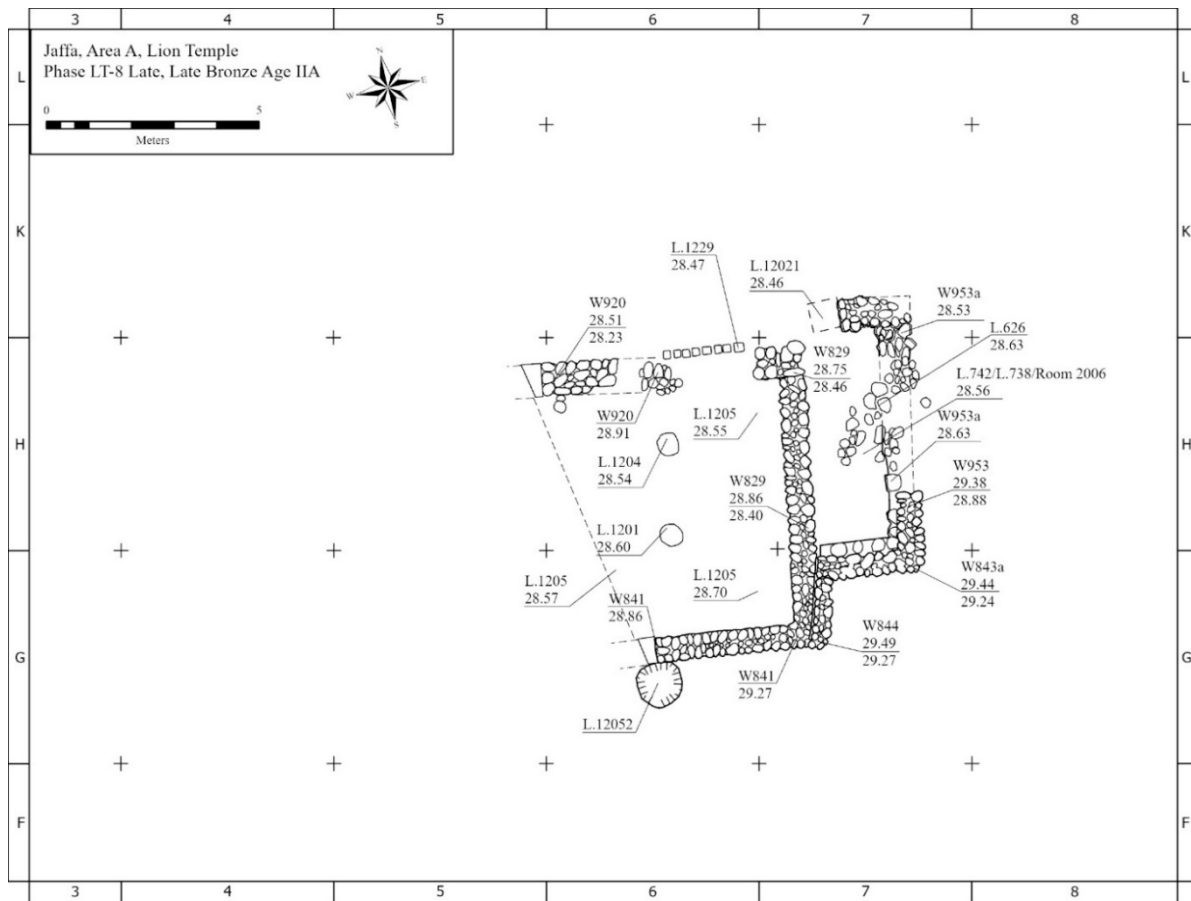 3 4 5 6 7 8
L L
Jaffa, Area A, Lion Temple
Phase LT-8 Late, Late Bronze Age IIA
N
E
W
S
0 5
Meters
K K
L.1229
28.47
L.12021
28.46
W920
28.51
28.23
W953a
28.53
L.626
28.63
W829
28.75
28.46
L.742/L.738/Room 2006
28.56
W920
28.91
L.1205
28.55
W953a
28.63
H H
L.1204
28.54
W829
28.86
28.40
W953
29.38
28.88
L.1201
28.60
L.1205
28.57
L.1205
28.70
W843a
29.44
29.24
W841
28.86
W844
29.49
29.27
G G
W841
29.27
L.12052
F F
3 4 5 6 7 8